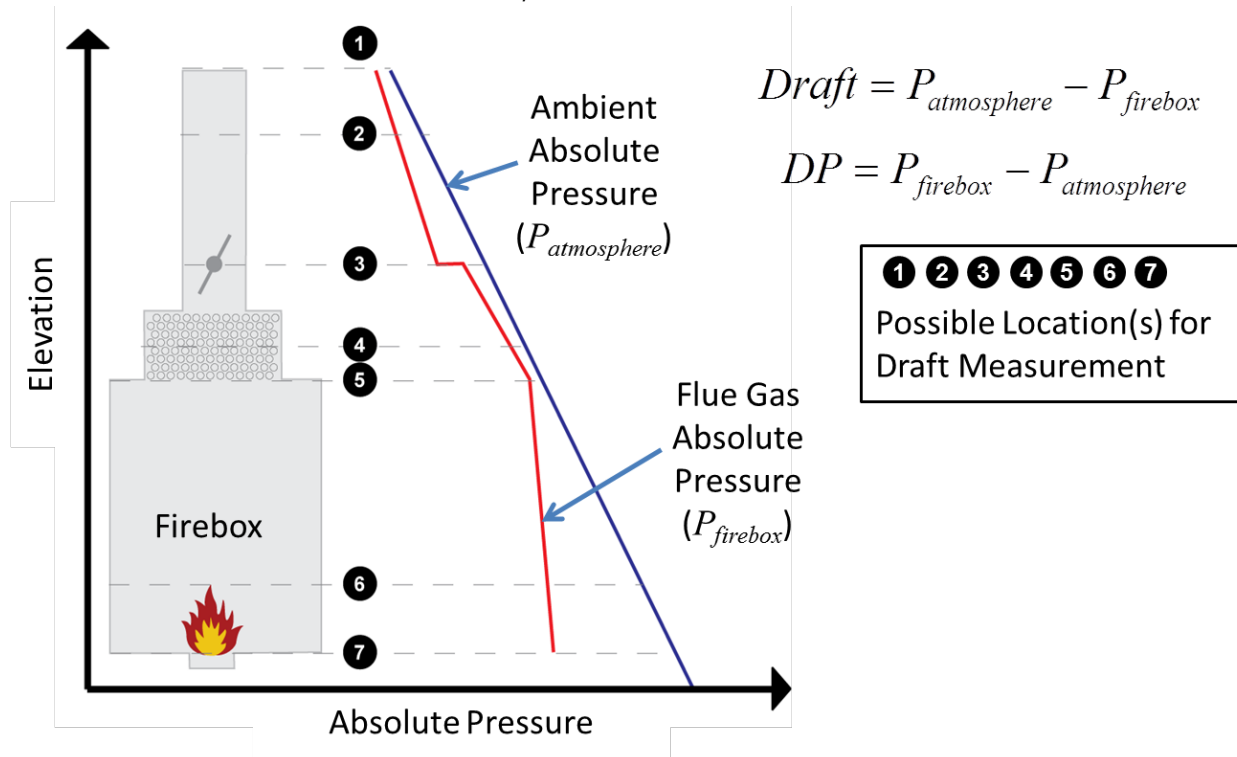 1
2
3
4
5
6
7
Elevation
Firebox
Absolute Pressure
Ambient
Absolute
Pressure
(P_atmosphere)
Flue Gas
Absolute
Pressure
(P_firebox)
Draft = P_atmosphere − P_firebox
DP = P_firebox − P_atmosphere
1 2 3 4 5 6 7
Possible Location(s) for
Draft Measurement